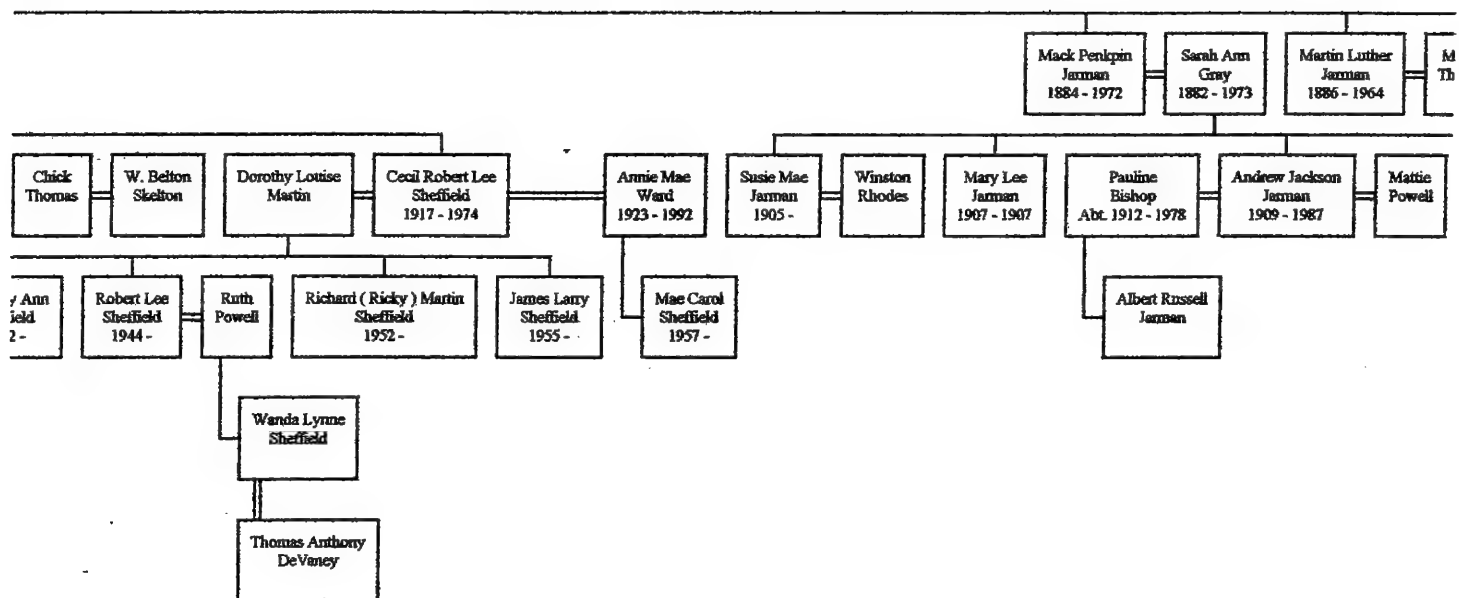 Mack Penkpin
Jarman
1884 - 1972
Sarah Ann
Gray
1882 - 1973
Martin Luther
Jarman
1886 - 1964
M
Th
Chick
Thomas
W. Belton
Skelton
Dorothy Louise
Martin
Cecil Robert Lee
Sheffield
1917 - 1974
Annie Mae
Ward
1923 - 1992
Susie Mae
Jarman
1905 -
Winston
Rhodes
Mary Lee
Jarman
1907 - 1907
Pauline
Bishop
Abt. 1912 - 1978
Andrew Jackson
Jarman
1909 - 1987
Mattie
Powell
y Ann
field
2 -
Robert Lee
Sheffield
1944 -
Ruth
Powell
Richard ( Ricky ) Martin
Sheffield
1952 -
James Larry
Sheffield
1955 -
Mae Carol
Sheffield
1957 -
Albert Russell
Jarman
Wanda Lynne
Sheffield
Thomas Anthony
DeVaney